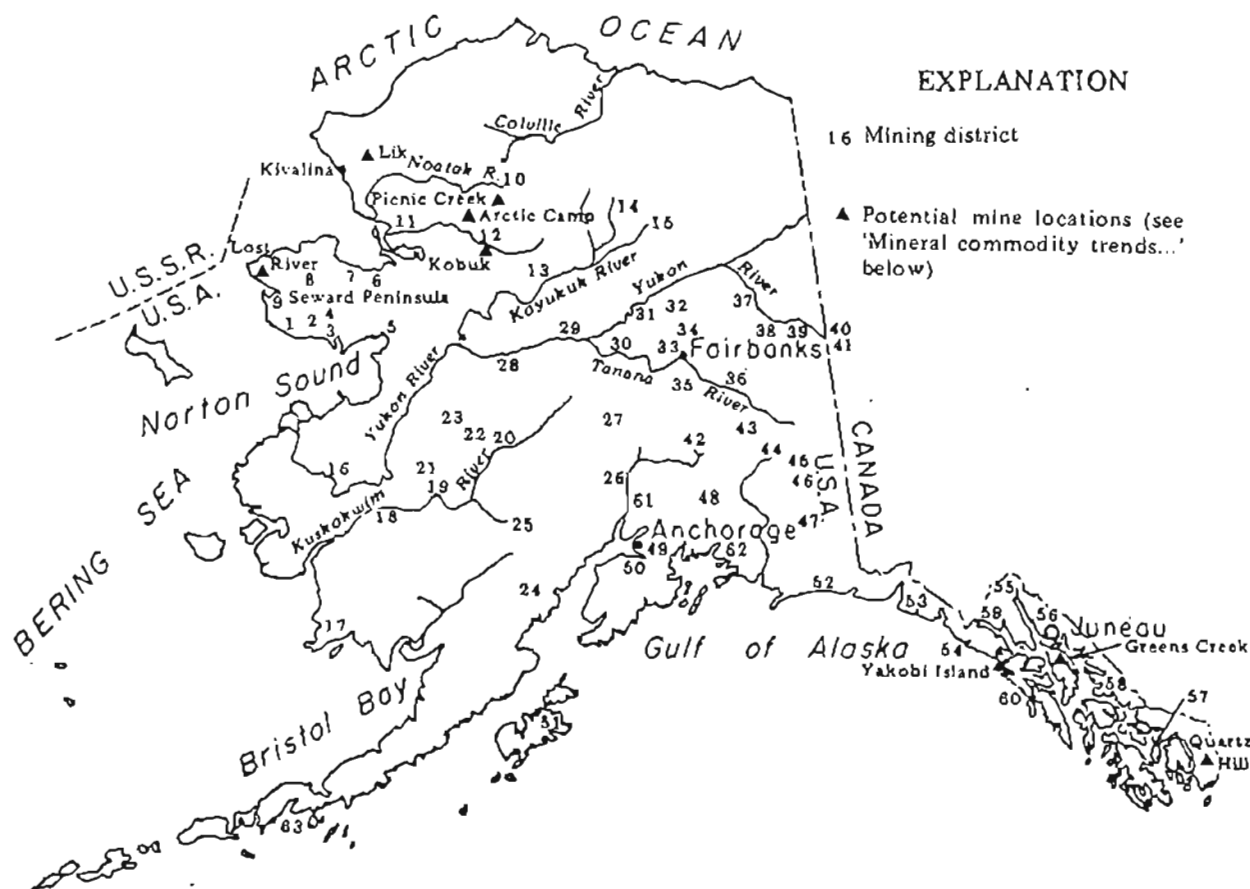 ARCTIC OCEAN
EXPLANATION
16 Mining district
▲ Potential mine locations (see
'Mineral commodity trends...'
below)
Colville River
Lik
Kivalina
Noatak R.
10
Picnic Creek
Arctic Camp
11
12
14
15
Kobuk
13
U.S.S.R.
U.S.A.
Lost
River
8
7
6
9
Seward Peninsula
1
2
4
3
5
Koyukuk River
Yukon River
31
32
37
29
34
38
39
40
41
30
33
Fairbanks
28
Tanana River
35
36
Norton Sound
Yukon River
23
22
20
27
43
42
44
46
46
U.S.A.
CANADA
16
21
19
26
48
47
61
Kuskokwim River
18
25
Anchorage
49
62
50
BERING SEA
24
52
53
55
17
58
56
Juneau
Greens Creek
Gulf of Alaska
54
Yakobi Island
58
57
60
Bristol Bay
51
Quartz
Hill
63